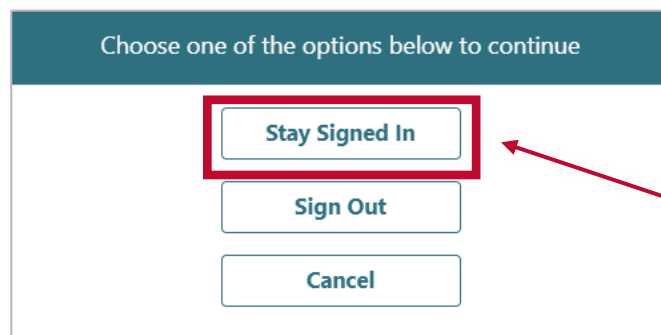 Choose one of the options below to continue
Stay Signed In
Sign Out
Cancel